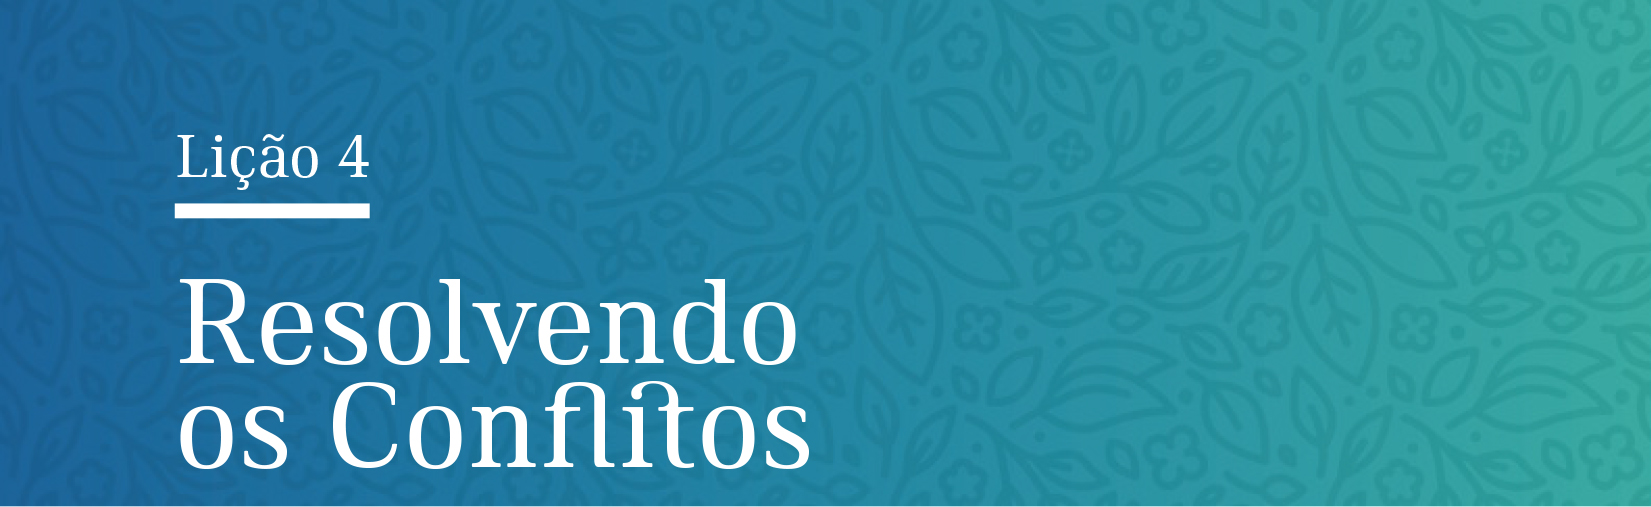 Lição 4
Resolvendo
os Conflitos